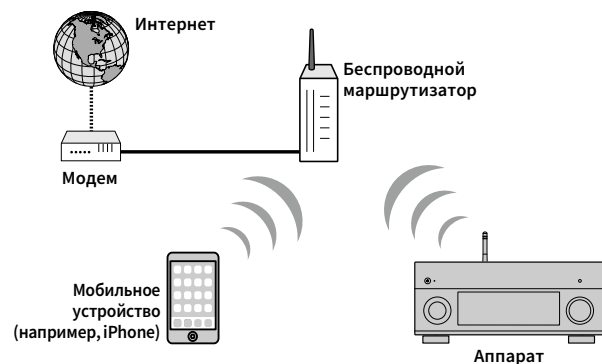 Интернет
Беспроводной
маршрутизатор
Модем
Мобильное
устройство
(например, iPhone)
Аппарат